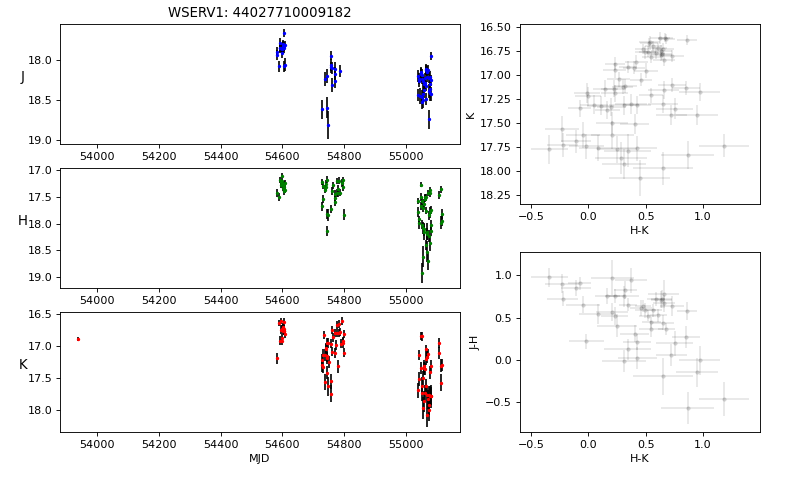 WSERV1: 44027710009182
J
18.0
18.5
19.0
54000 54200 54400 54600 54800 55000
H
17.0
17.5
18.0
18.5
19.0
54000 54200 54400 54600 54800 55000
K
16.5
17.0
17.5
18.0
54000 54200 54400 54600 54800 55000
MJD
K
16.50
16.75
17.00
17.25
17.50
17.75
18.00
18.25
−0.5 0.0 0.5 1.0
H-K
J-H
1.0
0.5
0.0
−0.5
−0.5 0.0 0.5 1.0
H-K